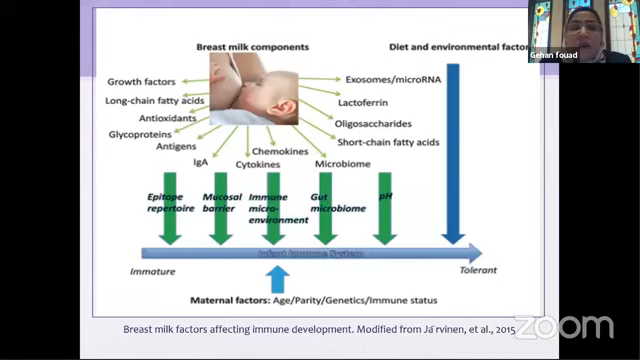 Breast milk components
Diet and environmental factor
Gehan fouad
Growth factors
Long-chain fatty acids
Antioxidants
Glycoproteins
Antigens
IgA
Cytokines
Chemokines
Microbiome
Exosomes/microRNA
Lactoferrin
Oligosaccharides
Short-chain fatty acids
Epitope
repertoire
Mucosal
barrier
Immune
micro-
environment
Gut
microbiome
pH
Infant Immune System
Immature
Tolerant
Maternal factors: Age/Parity/Genetics/Immune status
Breast milk factors affecting immune development. Modified from Ja¨rvinen, et al., 2015
zoom